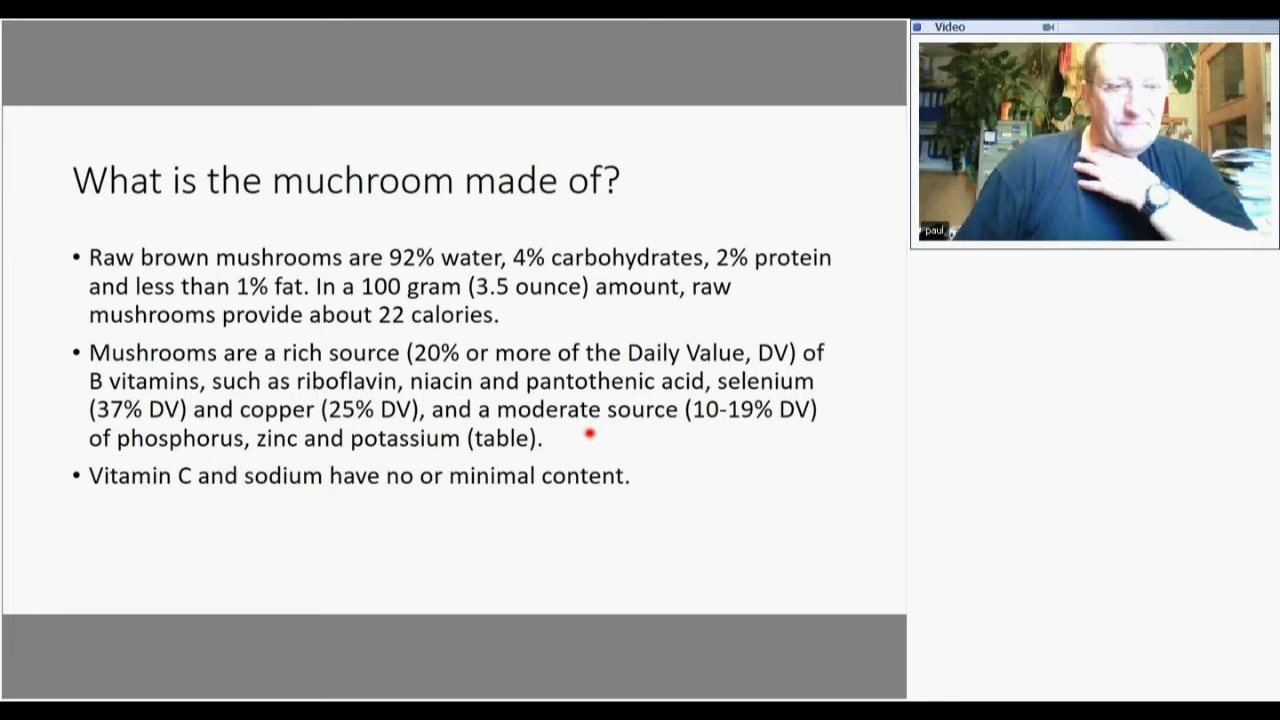 Video
paul
What is the muchroom made of?
• Raw brown mushrooms are 92% water, 4% carbohydrates, 2% protein
and less than 1% fat. In a 100 gram (3.5 ounce) amount, raw
mushrooms provide about 22 calories.
• Mushrooms are a rich source (20% or more of the Daily Value, DV) of
B vitamins, such as riboflavin, niacin and pantothenic acid, selenium
(37% DV) and copper (25% DV), and a moderate source (10-19% DV)
of phosphorus, zinc and potassium (table).
• Vitamin C and sodium have no or minimal content.